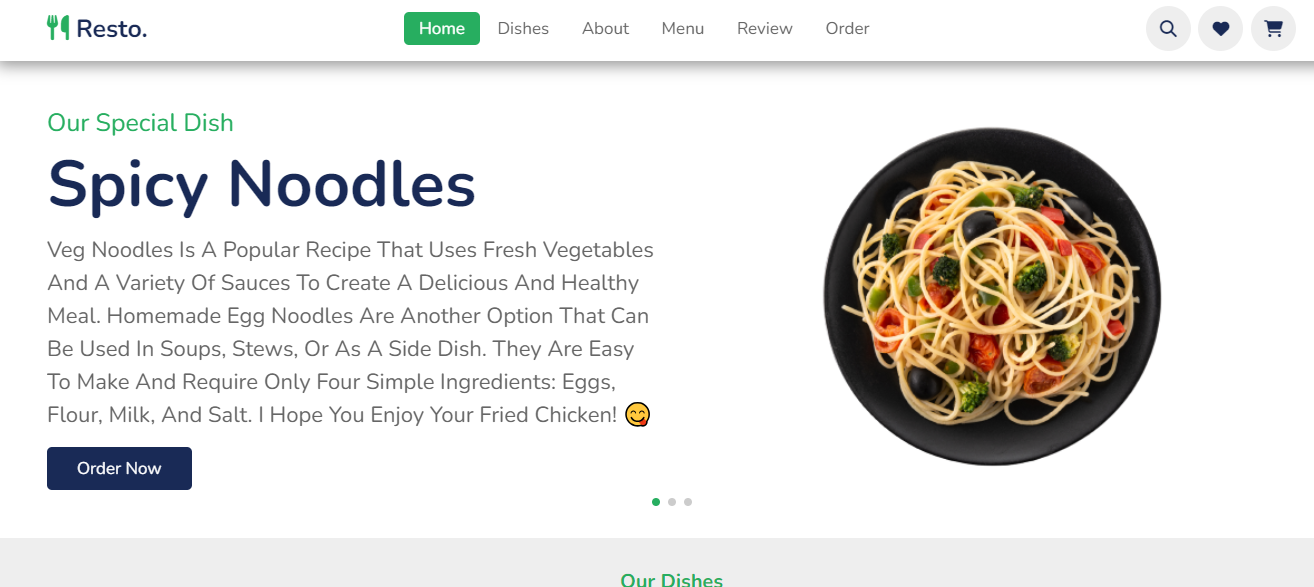 Resto.
Home Dishes About Menu Review Order
Our Special Dish
Spicy Noodles
Veg Noodles Is A Popular Recipe That Uses Fresh Vegetables
And A Variety Of Sauces To Create A Delicious And Healthy
Meal. Homemade Egg Noodles Are Another Option That Can
Be Used In Soups, Stews, Or As A Side Dish. They Are Easy
To Make And Require Only Four Simple Ingredients: Eggs,
Flour, Milk, And Salt. I Hope You Enjoy Your Fried Chicken! 😋
Order Now
Our Dishes